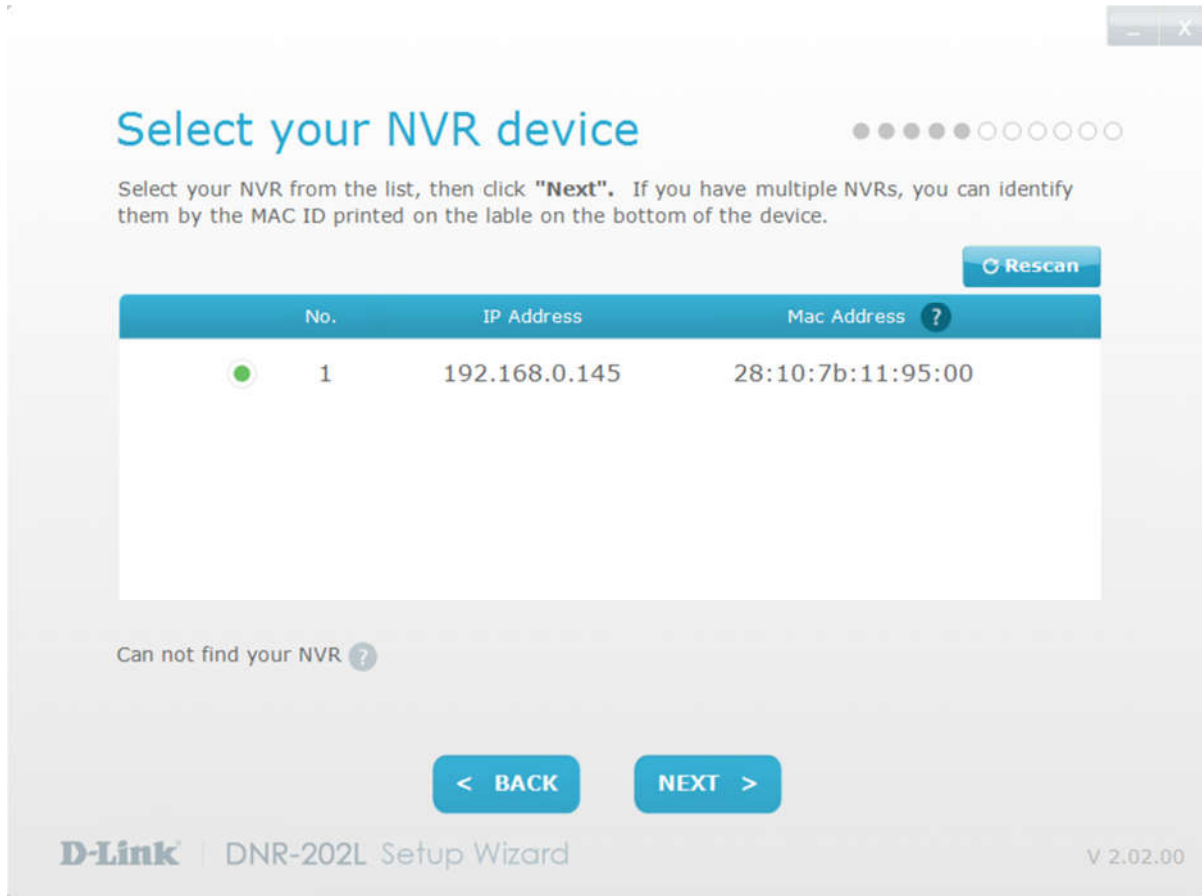 _ X
Select your NVR device
Select your NVR from the list, then click "Next". If you have multiple NVRs, you can identify
them by the MAC ID printed on the lable on the bottom of the device.
Rescan
No. IP Address Mac Address ?
1 192.168.0.145 28:10:7b:11:95:00
Can not find your NVR ?
< BACK NEXT >
D-Link DNR-202L Setup Wizard V 2.02.00